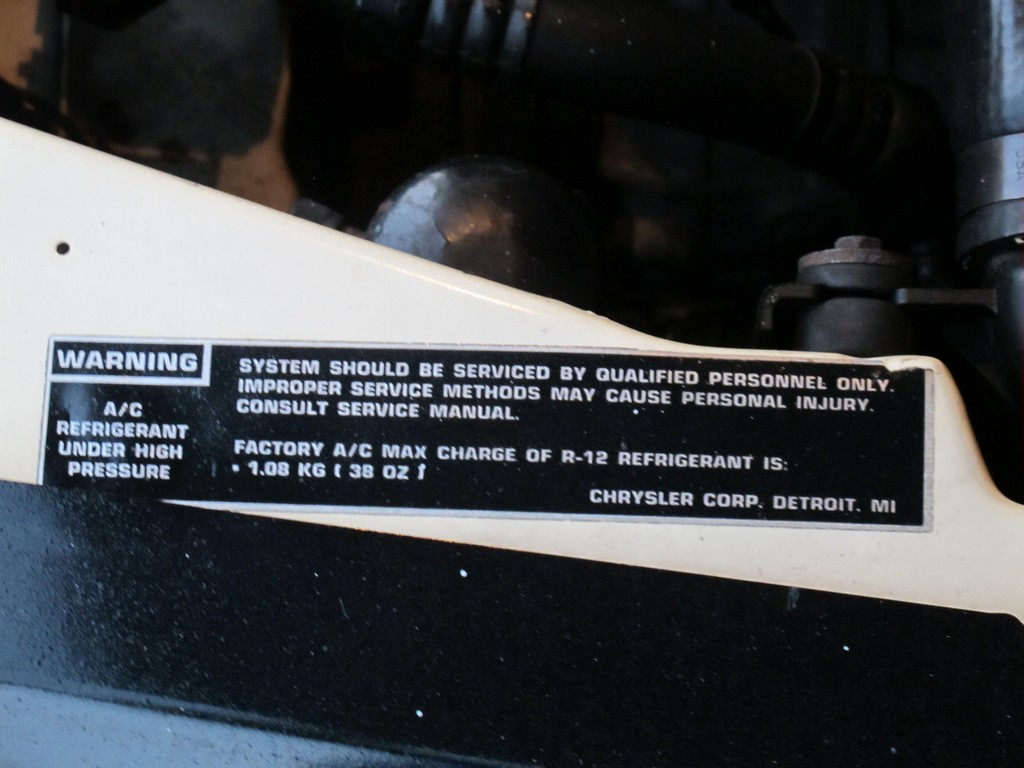 WARNING
A/C
REFRIGERANT
UNDER HIGH
PRESSURE
SYSTEM SHOULD BE SERVICED BY QUALIFIED PERSONNEL ONLY.
IMPROPER SERVICE METHODS MAY CAUSE PERSONAL INJURY.
CONSULT SERVICE MANUAL.
FACTORY A/C MAX CHARGE OF R-12 REFRIGERANT IS:
• 1.08 KG ( 38 OZ )
CHRYSLER CORP. DETROIT. MI
USA